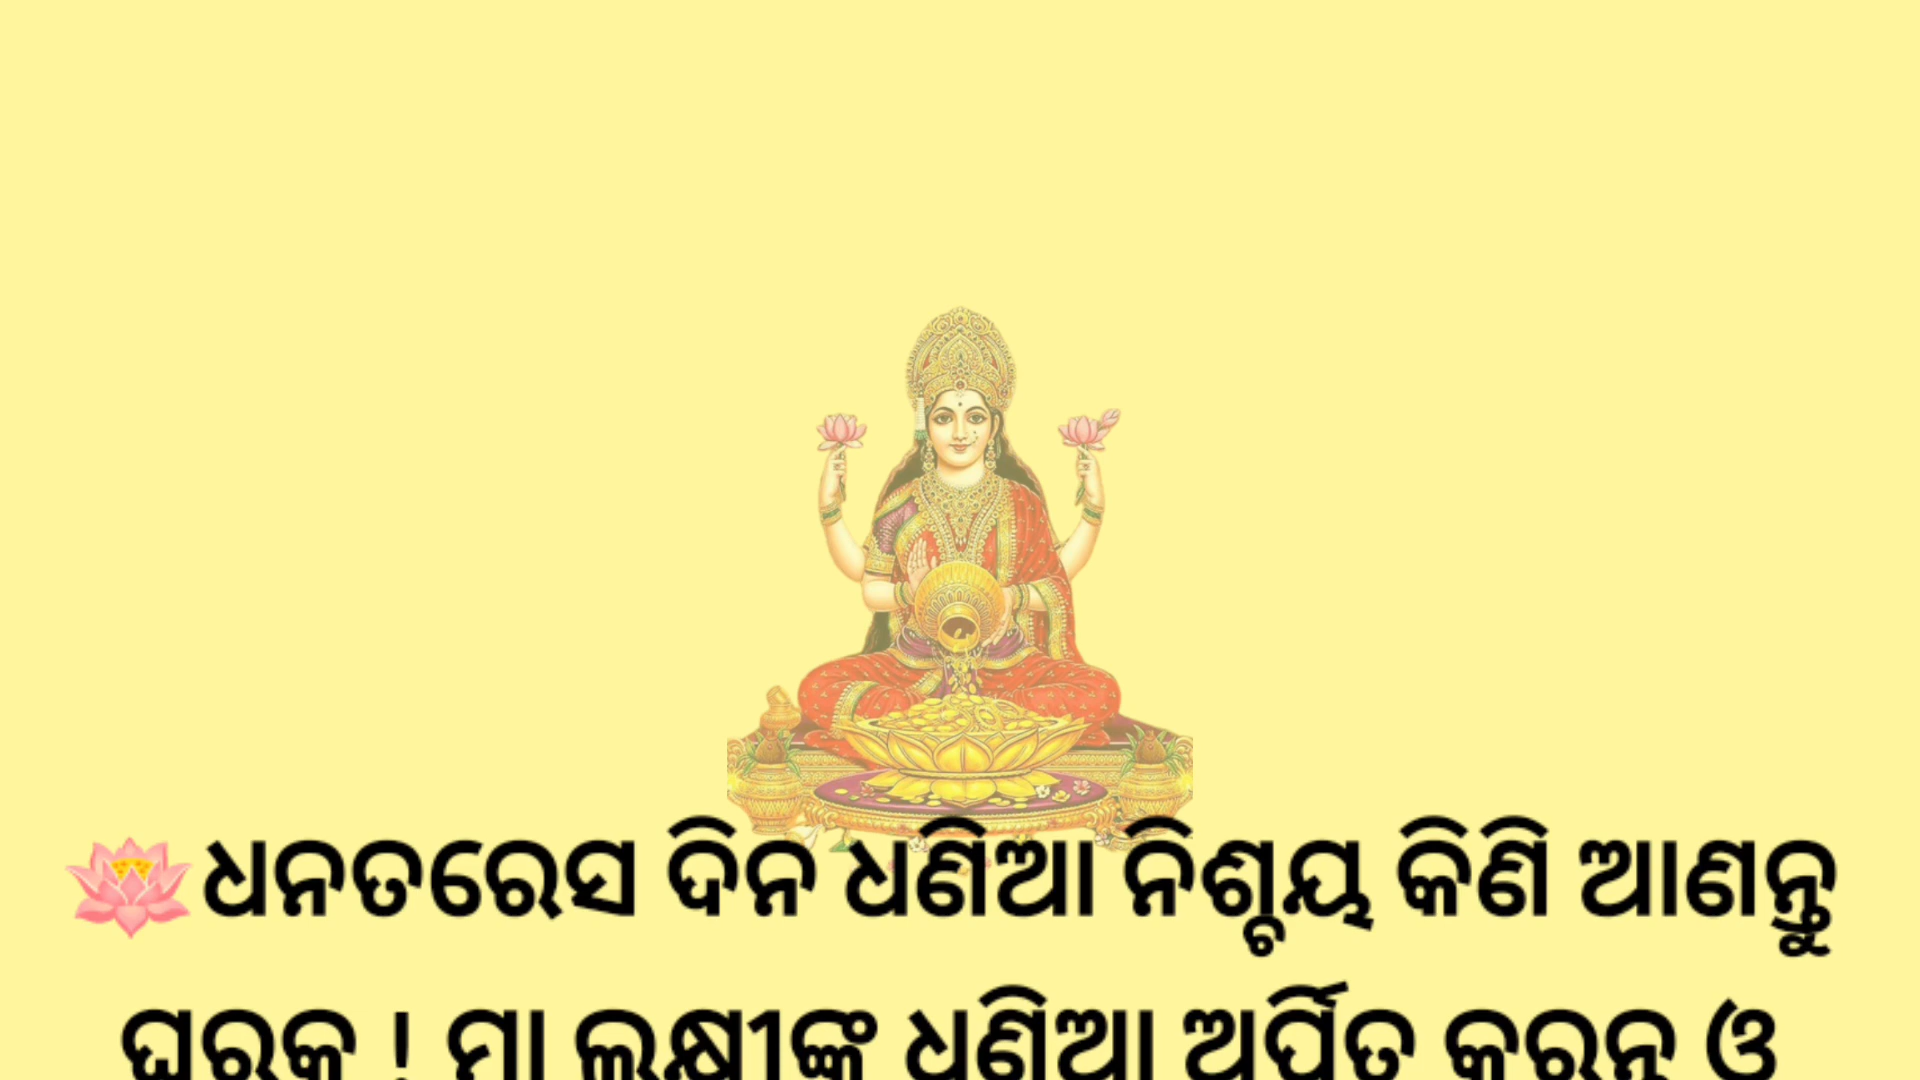 🪷ଧନତରେସ ଦିନ ଧଣିଆ ନିଶ୍ଚୟ କିଣି ଆଣନ୍ତୁ
ଘରକୁ ! ମା ଲକ୍ଷ୍ମୀଙ୍କୁ ଧଣିଆ ଅର୍ପିତ କରନ୍ତୁ ଓ